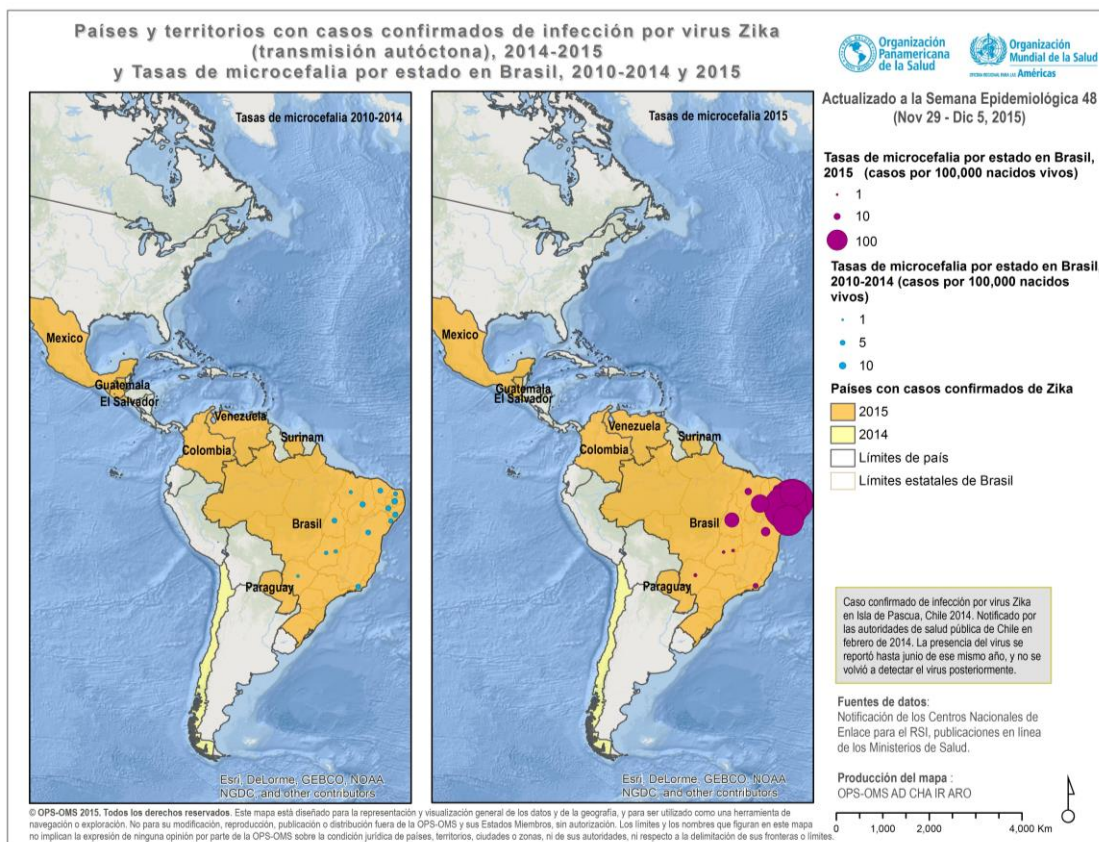 Países y territorios con casos confirmados de infección por virus Zika
(transmisión autóctona), 2014-2015
y Tasas de microcefalia por estado en Brasil, 2010-2014 y 2015
Organización
Panamericana
de la Salud
Organización
Mundial de la Salud
OFICINA REGIONAL PARA LAS Américas
Actualizado a la Semana Epidemiológica 48
(Nov 29 - Dic 5, 2015)
Tasas de microcefalia 2010-2014
Mexico
Guatemala
El Salvador
Venezuela
Surinam
Colombia
Brasil
Paraguay
Esri, DeLorme, GEBCO, NOAA
NGDC, and other contributors
Tasas de microcefalia 2015
Mexico
Guatemala
El Salvador
Venezuela
Surinam
Colombia
Brasil
Paraguay
Esri, DeLorme, GEBCO, NOAA
NGDC, and other contributors
Tasas de microcefalia por estado en Brasil,
2015 (casos por 100,000 nacidos vivos)
1
10
100
Tasas de microcefalia por estado en Brasil
2010-2014 (casos por 100,000 nacidos
vivos)
1
5
10
Países con casos confirmados de Zika
2015
2014
Límites de país
Límites estatales de Brasil
Caso confirmado de infección por virus Zika
en Isla de Pascua, Chile 2014. Notificado por
las autoridades de salud pública de Chile en
febrero de 2014. La presencia del virus se
reportó hasta junio de ese mismo año, y no se
volvió a detectar el virus posteriormente.
Fuentes de datos:
Notificación de los Centros Nacionales de
Enlace para el RSI, publicaciones en línea
de los Ministerios de Salud.
Producción del mapa :
OPS-OMS AD CHA IR ARO
0 1,000 2,000 4,000 Km
© OPS-OMS 2015. Todos los derechos reservados. Este mapa está diseñado para la representación y visualización general de los datos y de la geografía, y para ser utilizado como una herramienta de
navegación o exploración. No para su modificación, reproducción, publicación o distribución fuera de la OPS-OMS y sus Estados Miembros, sin autorización. Los límites y los nombres que figuran en este mapa
no implican la expresión de ninguna opinión por parte de la OPS-OMS sobre la condición jurídica de países, territorios, ciudades o zonas, ni de sus autoridades, ni respecto a la delimitación de sus fronteras o límites.